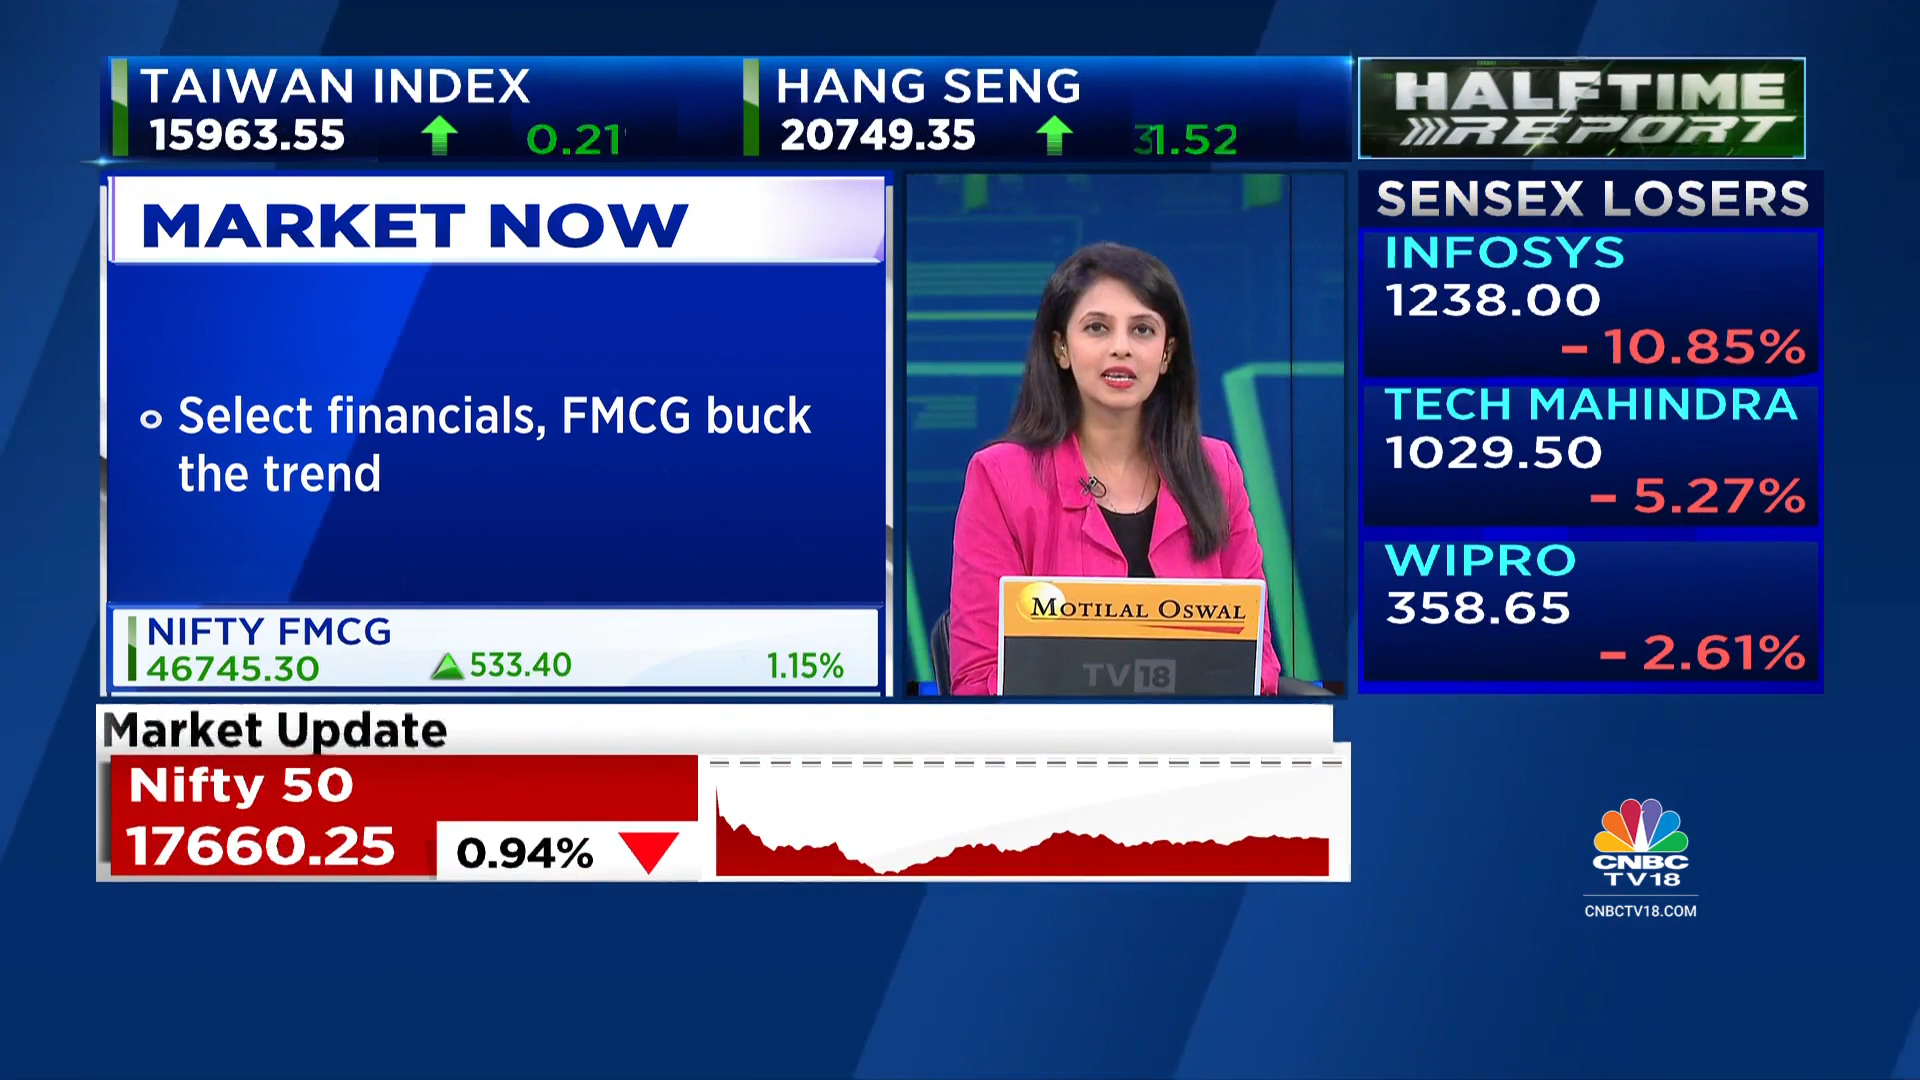 TAIWAN INDEX
15963.55 0.21
HANG SENG
20749.35 31.52
HALFTIME
REPORT
MARKET NOW
Select financials, FMCG buck
the trend
NIFTY FMCG
46745.30 533.40 1.15%
MOTILAL OSWAL
TV18
SENSEX LOSERS
INFOSYS
1238.00
- 10.85%
TECH MAHINDRA
1029.50
- 5.27%
WIPRO
358.65
- 2.61%
Market Update
Nifty 50
17660.25 0.94%
CNBC
TV18
CNBCTV18.COM